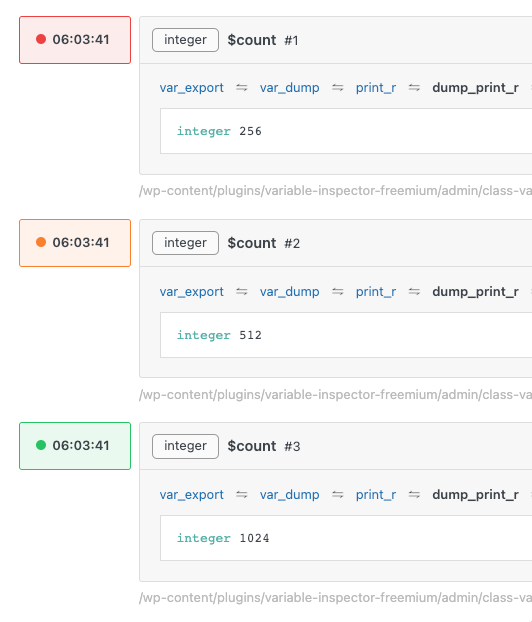 06:03:41 integer $count #1
var_export ⇋ var_dump ⇋ print_r ⇋ dump_print_r
integer 256
/wp-content/plugins/variable-inspector-freemium/admin/class-va
06:03:41 integer $count #2
var_export ⇋ var_dump ⇋ print_r ⇋ dump_print_r
integer 512
/wp-content/plugins/variable-inspector-freemium/admin/class-va
06:03:41 integer $count #3
var_export ⇋ var_dump ⇋ print_r ⇋ dump_print_r
integer 1024
/wp-content/plugins/variable-inspector-freemium/admin/class-va